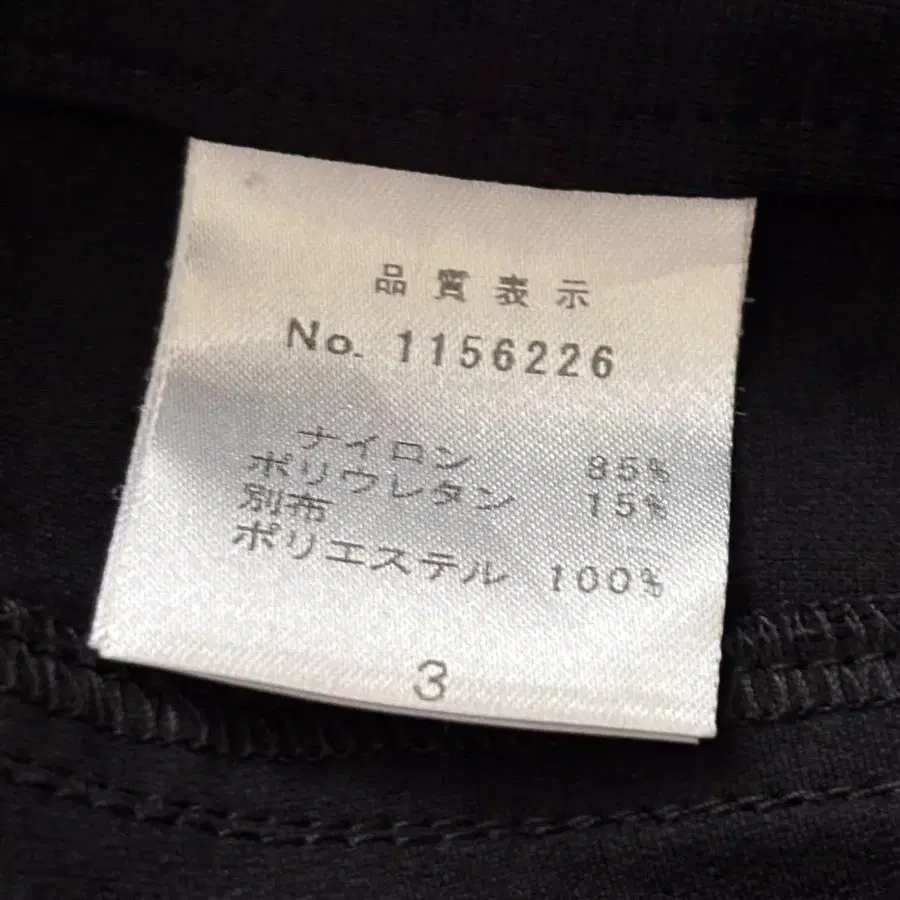 品質表示
No. 1156226
ナイロン 85%
ポリウレタン 15%
別布
ポリエステル 100%
3